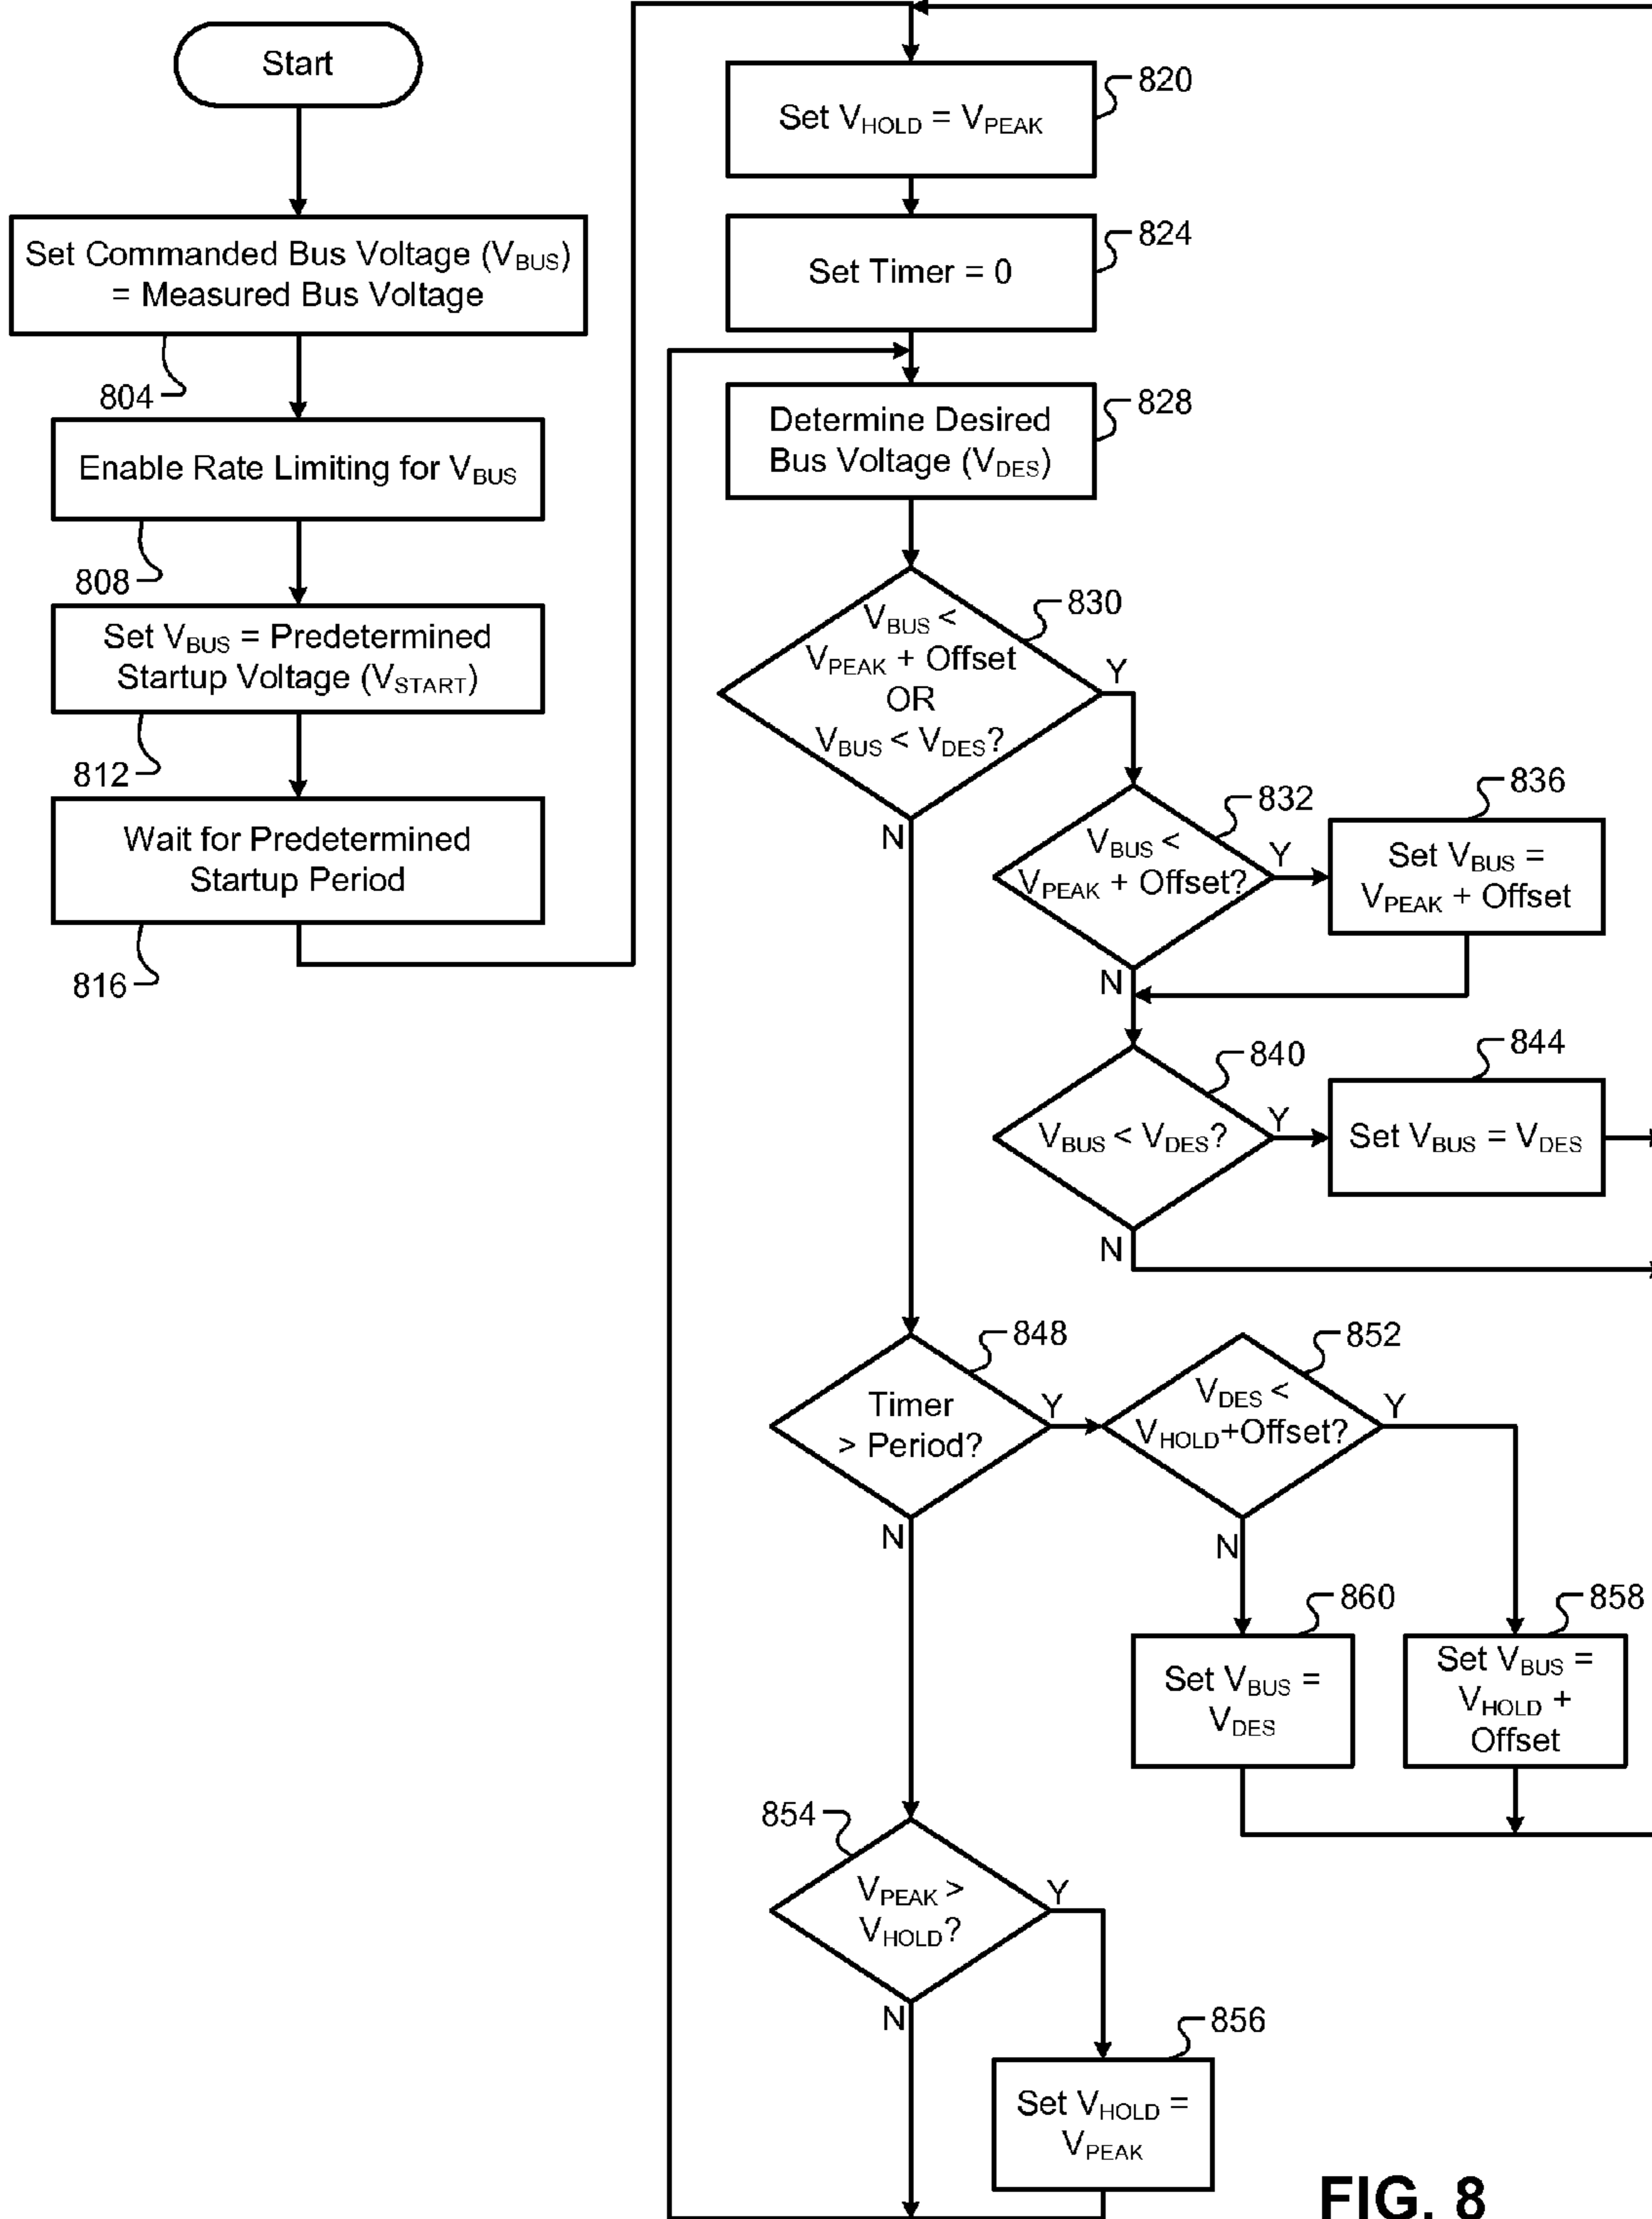 Start
Set Commanded Bus Voltage (VBUS)
= Measured Bus Voltage
804
Enable Rate Limiting for VBUS
808
Set VBUS = Predetermined
Startup Voltage (VSTART)
812
Wait for Predetermined
Startup Period
816
820
Set VHOLD = VPEAK
824
Set Timer = 0
828
Determine Desired
Bus Voltage (VDES)
830
VBUS <
VPEAK + Offset
OR
VBUS < VDES?
Y
N
832
VBUS <
VPEAK + Offset?
Y
N
836
Set VBUS =
VPEAK + Offset
840
VBUS < VDES?
Y
N
844
Set VBUS = VDES
848
Timer
> Period?
Y
N
852
VDES <
VHOLD+Offset?
Y
N
860
Set VBUS =
VDES
858
Set VBUS =
VHOLD +
Offset
854
VPEAK >
VHOLD?
Y
N
856
Set VHOLD =
VPEAK
FIG. 8